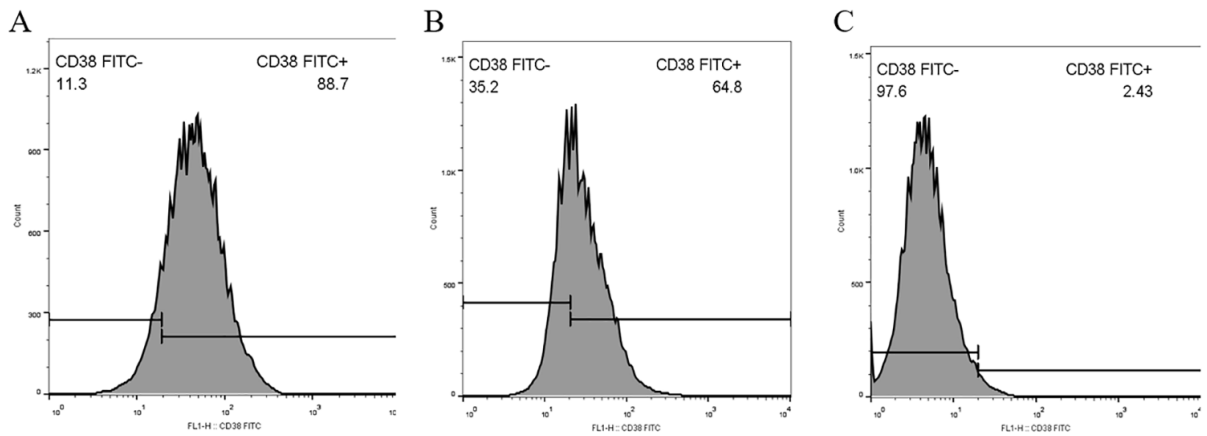 A
CD38 FITC-
11.3
CD38 FITC+
88.7
1.2K
900
600
300
0
Count
10^0
10^1
10^2
10^3
FL1-H :: CD38 FITC
B
CD38 FITC-
35.2
CD38 FITC+
64.8
1.5K
1.0K
500
0
Count
10^0
10^1
10^2
10^3
10^4
FL1-H :: CD38 FITC
C
CD38 FITC-
97.6
CD38 FITC+
2.43
1.5K
1.0K
500
0
Count
10^0
10^1
10^2
10^3
FL1-H :: CD38 FITC